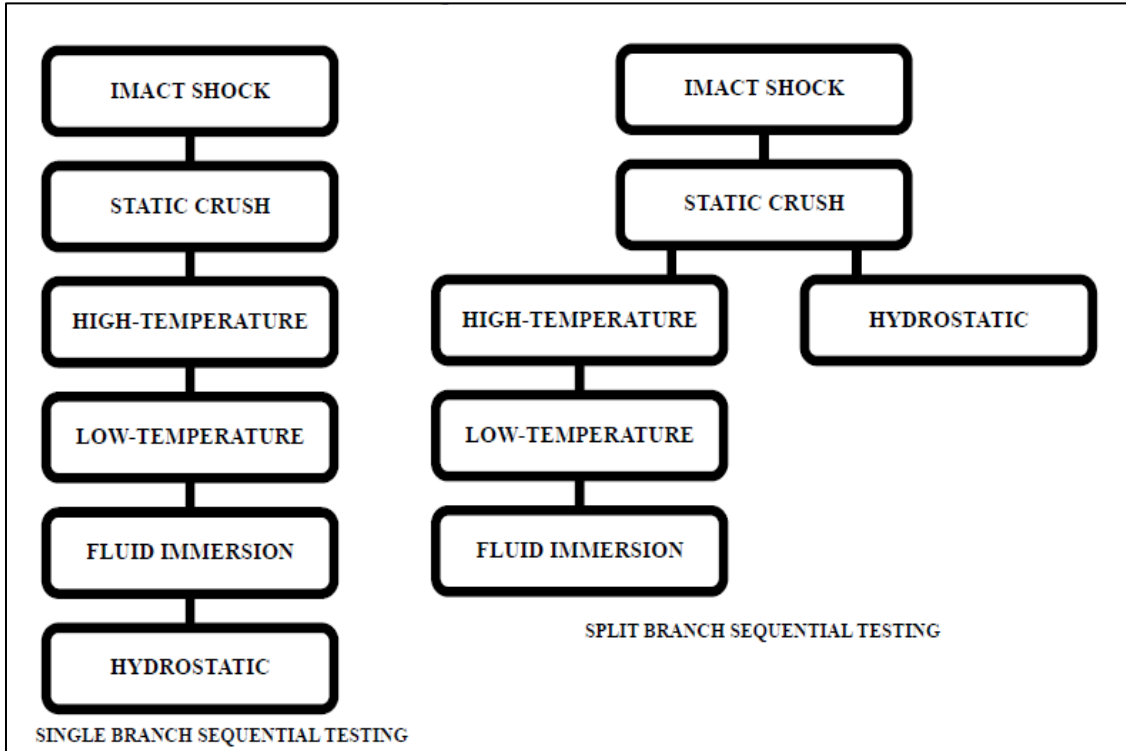 IMACT SHOCK
STATIC CRUSH
HIGH-TEMPERATURE
LOW-TEMPERATURE
FLUID IMMERSION
HYDROSTATIC
SINGLE BRANCH SEQUENTIAL TESTING
IMACT SHOCK
STATIC CRUSH
HIGH-TEMPERATURE
LOW-TEMPERATURE
FLUID IMMERSION
HYDROSTATIC
SPLIT BRANCH SEQUENTIAL TESTING